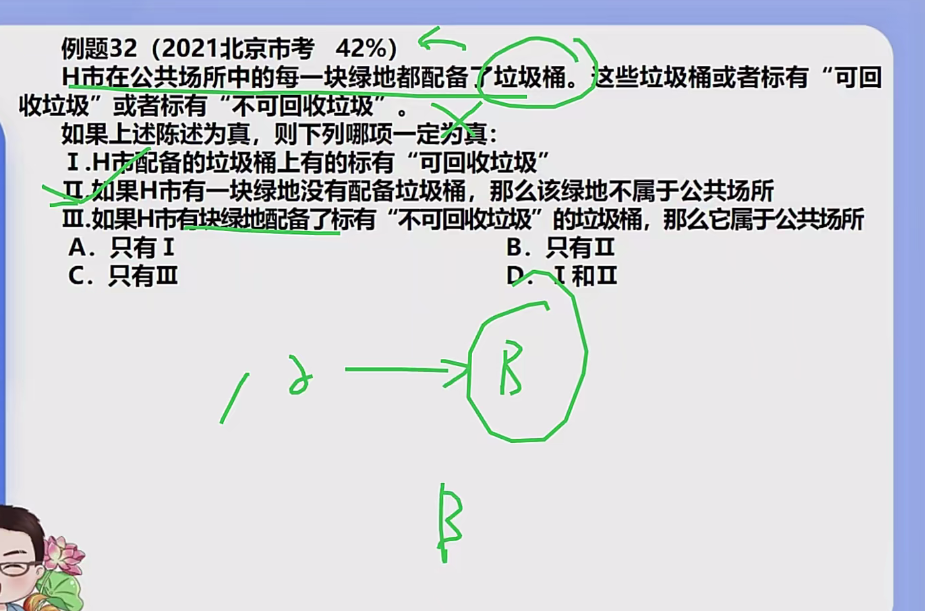 例题32（2021北京市考 42%）
H市在公共场所中的每一块绿地都配备了垃圾桶。这些垃圾桶或者标有“可回
收垃圾”或者标有“不可回收垃圾”。
如果上述陈述为真，则下列哪项一定为真：
Ⅰ.H市配备的垃圾桶上有的标有“可回收垃圾”
Ⅱ.如果H市有一块绿地没有配备垃圾桶，那么该绿地不属于公共场所
Ⅲ.如果H市有块绿地配备了标有“不可回收垃圾”的垃圾桶，那么它属于公共场所
A．只有Ⅰ B．只有Ⅱ
C．只有Ⅲ D．Ⅰ和Ⅱ
B
B